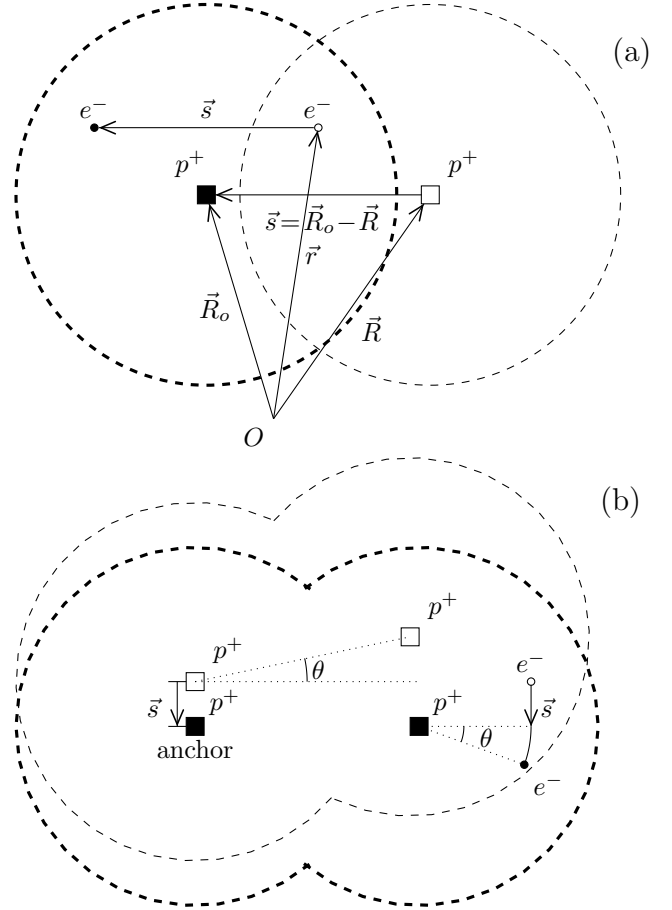 (a)
e⁻ s⃗ e⁻
p⁺ p⁺
s⃗=R⃗ₒ−R⃗
r⃗
R⃗ₒ R⃗
O
(b)
p⁺
p⁺ θ e⁻
s⃗ p⁺ p⁺ s⃗
θ
anchor
e⁻